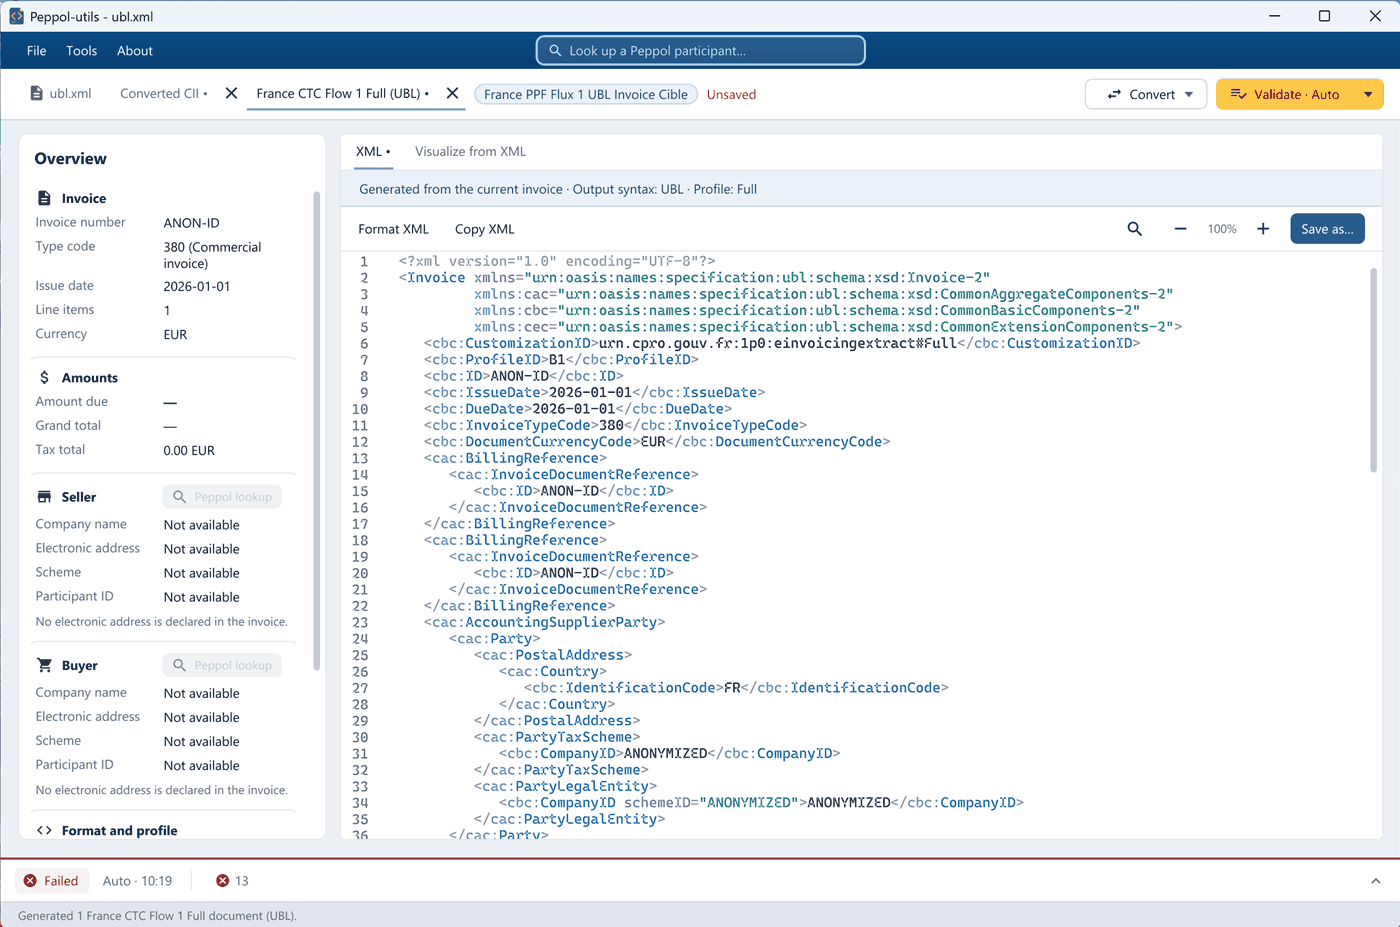 Peppol-utils - ubl.xml
File Tools About
Look up a Peppol participant...
ubl.xml
Converted CII •
France CTC Flow 1 Full (UBL) •
France PPF Flux 1 UBL Invoice Cible
Unsaved
Convert
Validate · Auto
Overview
Invoice
Invoice number ANON-ID
Type code 380 (Commercial
invoice)
Issue date 2026-01-01
Line items 1
Currency EUR
Amounts
Amount due —
Grand total —
Tax total 0.00 EUR
Seller Peppol lookup
Company name Not available
Electronic address Not available
Scheme Not available
Participant ID Not available
No electronic address is declared in the invoice.
Buyer Peppol lookup
Company name Not available
Electronic address Not available
Scheme Not available
Participant ID Not available
No electronic address is declared in the invoice.
Format and profile
XML • Visualize from XML
Generated from the current invoice · Output syntax: UBL · Profile: Full
Format XML Copy XML 100% Save as...
1 <?xml version="1.0" encoding="UTF-8"?>
2 <Invoice xmlns="urn:oasis:names:specification:ubl:schema:xsd:Invoice-2"
3 xmlns:cac="urn:oasis:names:specification:ubl:schema:xsd:CommonAggregateComponents-2"
4 xmlns:cbc="urn:oasis:names:specification:ubl:schema:xsd:CommonBasicComponents-2"
5 xmlns:cec="urn:oasis:names:specification:ubl:schema:xsd:CommonExtensionComponents-2">
6 <cbc:CustomizationID>urn.cpro.gouv.fr:1p0:einvoicingextract#Full</cbc:CustomizationID>
7 <cbc:ProfileID>B1</cbc:ProfileID>
8 <cbc:ID>ANON-ID</cbc:ID>
9 <cbc:IssueDate>2026-01-01</cbc:IssueDate>
10 <cbc:DueDate>2026-01-01</cbc:DueDate>
11 <cbc:InvoiceTypeCode>380</cbc:InvoiceTypeCode>
12 <cbc:DocumentCurrencyCode>EUR</cbc:DocumentCurrencyCode>
13 <cac:BillingReference>
14 <cac:InvoiceDocumentReference>
15 <cbc:ID>ANON-ID</cbc:ID>
16 </cac:InvoiceDocumentReference>
17 </cac:BillingReference>
18 <cac:BillingReference>
19 <cac:InvoiceDocumentReference>
20 <cbc:ID>ANON-ID</cbc:ID>
21 </cac:InvoiceDocumentReference>
22 </cac:BillingReference>
23 <cac:AccountingSupplierParty>
24 <cac:Party>
25 <cac:PostalAddress>
26 <cac:Country>
27 <cbc:IdentificationCode>FR</cbc:IdentificationCode>
28 </cac:Country>
29 </cac:PostalAddress>
30 <cac:PartyTaxScheme>
31 <cbc:CompanyID>ANONYMIZED</cbc:CompanyID>
32 </cac:PartyTaxScheme>
33 <cac:PartyLegalEntity>
34 <cbc:CompanyID schemeID="ANONYMIZED">ANONYMIZED</cbc:CompanyID>
35 </cac:PartyLegalEntity>
36 </cac:Party>
Failed Auto · 10:19 13
Generated 1 France CTC Flow 1 Full document (UBL).